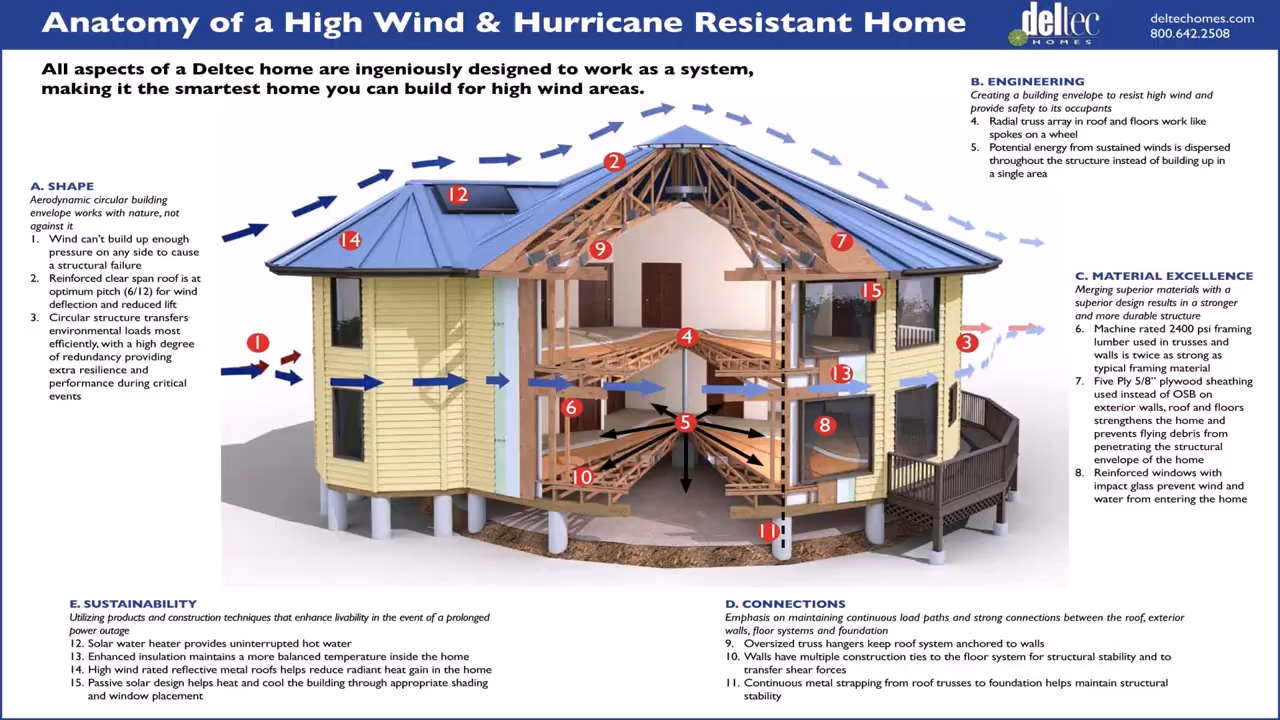 Anatomy of a High Wind & Hurricane Resistant Home
deltec
HOMES
deltechomes.com
800.642.2508
All aspects of a Deltec home are ingeniously designed to work as a system,
making it the smartest home you can build for high wind areas.
B. ENGINEERING
Creating a building envelope to resist high wind and
provide safety to its occupants
4. Radial truss array in roof and floors work like
spokes on a wheel
5. Potential energy from sustained winds is dispersed
throughout the structure instead of building up in
a single area
A. SHAPE
Aerodynamic circular building
envelope works with nature, not
against it
1. Wind can't build up enough
pressure on any side to cause
a structural failure
2. Reinforced clear span roof is at
optimum pitch (6/12) for wind
deflection and reduced lift
3. Circular structure transfers
environmental loads most
efficiently, with a high degree
of redundancy providing
extra resilience and
performance during critical
events
2
12
14
9
7
15
1
4
3
13
6
5
8
10
11
C. MATERIAL EXCELLENCE
Merging superior materials with a
superior design results in a stronger
and more durable structure
6. Machine rated 2400 psi framing
lumber used in trusses and
walls is twice as strong as
typical framing material
7. Five Ply 5/8" plywood sheathing
used instead of OSB on
exterior walls, roof and floors
strengthens the home and
prevents flying debris from
penetrating the structural
envelope of the home
8. Reinforced windows with
impact glass prevent wind and
water from entering the home
E. SUSTAINABILITY
Utilizing products and construction techniques that enhance livability in the event of a prolonged
power outage
12. Solar water heater provides uninterrupted hot water
13. Enhanced insulation maintains a more balanced temperature inside the home
14. High wind rated reflective metal roofs helps reduce radiant heat gain in the home
15. Passive solar design helps heat and cool the building through appropriate shading
and window placement
D. CONNECTIONS
Emphasis on maintaining continuous load paths and strong connections between the roof, exterior
walls, floor systems and foundation
9. Oversized truss hangers keep roof system anchored to walls
10. Walls have multiple construction ties to the floor system for structural stability and to
transfer shear forces
11. Continuous metal strapping from roof trusses to foundation helps maintain structural
stability